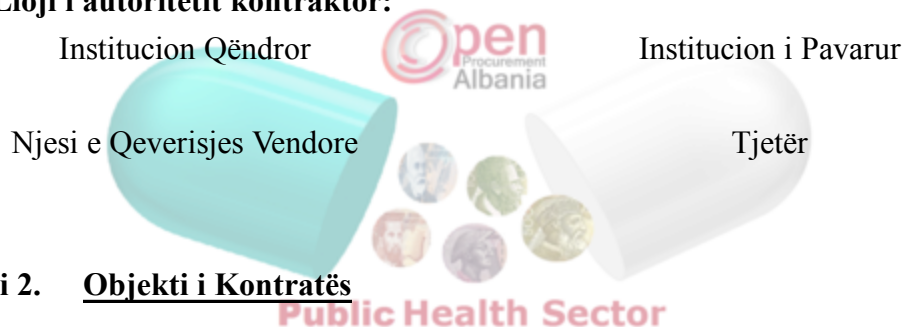 Lloji i autoritetit kontraktor:
Institucion Qëndror
Open
Procurement
Albania
Institucion i Pavarur
Njesi e Qeverisjes Vendore
Tjetër
i 2. Objekti i Kontratës
Public Health Sector